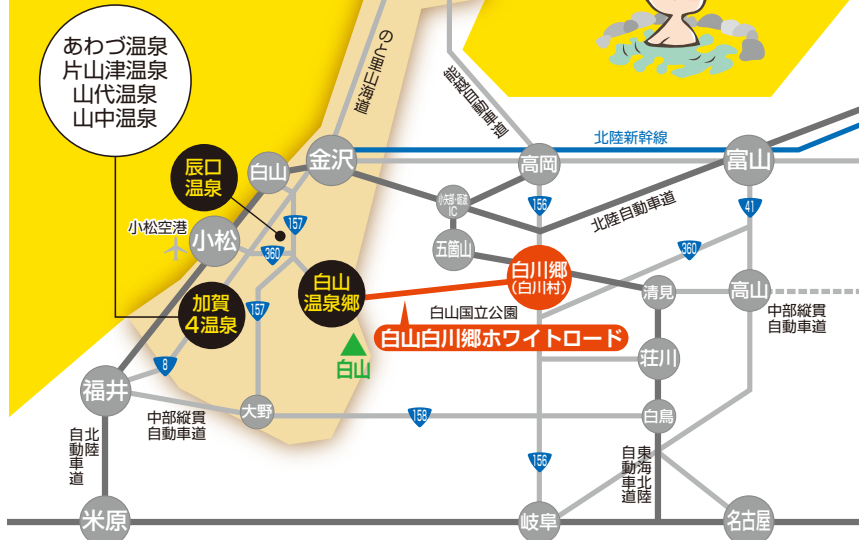 あわづ温泉
片山津温泉
山代温泉
山中温泉
のと里山海道
能越自動車道
北陸新幹線
辰口
温泉
白山
金沢
高岡
富山
小矢部・砺波
IC
156
41
北陸自動車道
157
小松空港
小松
360
五箇山
白川郷
(白川村)
360
白山
温泉郷
加賀
4温泉
157
清見
高山
中部縦貫
自動車道
白山国立公園
白山白川郷ホワイトロード
白山
荘川
8
福井
大野
中部縦貫
自動車道
158
白鳥
北陸
自動車道
156
東海北陸
自動車道
米原
岐阜
名古屋